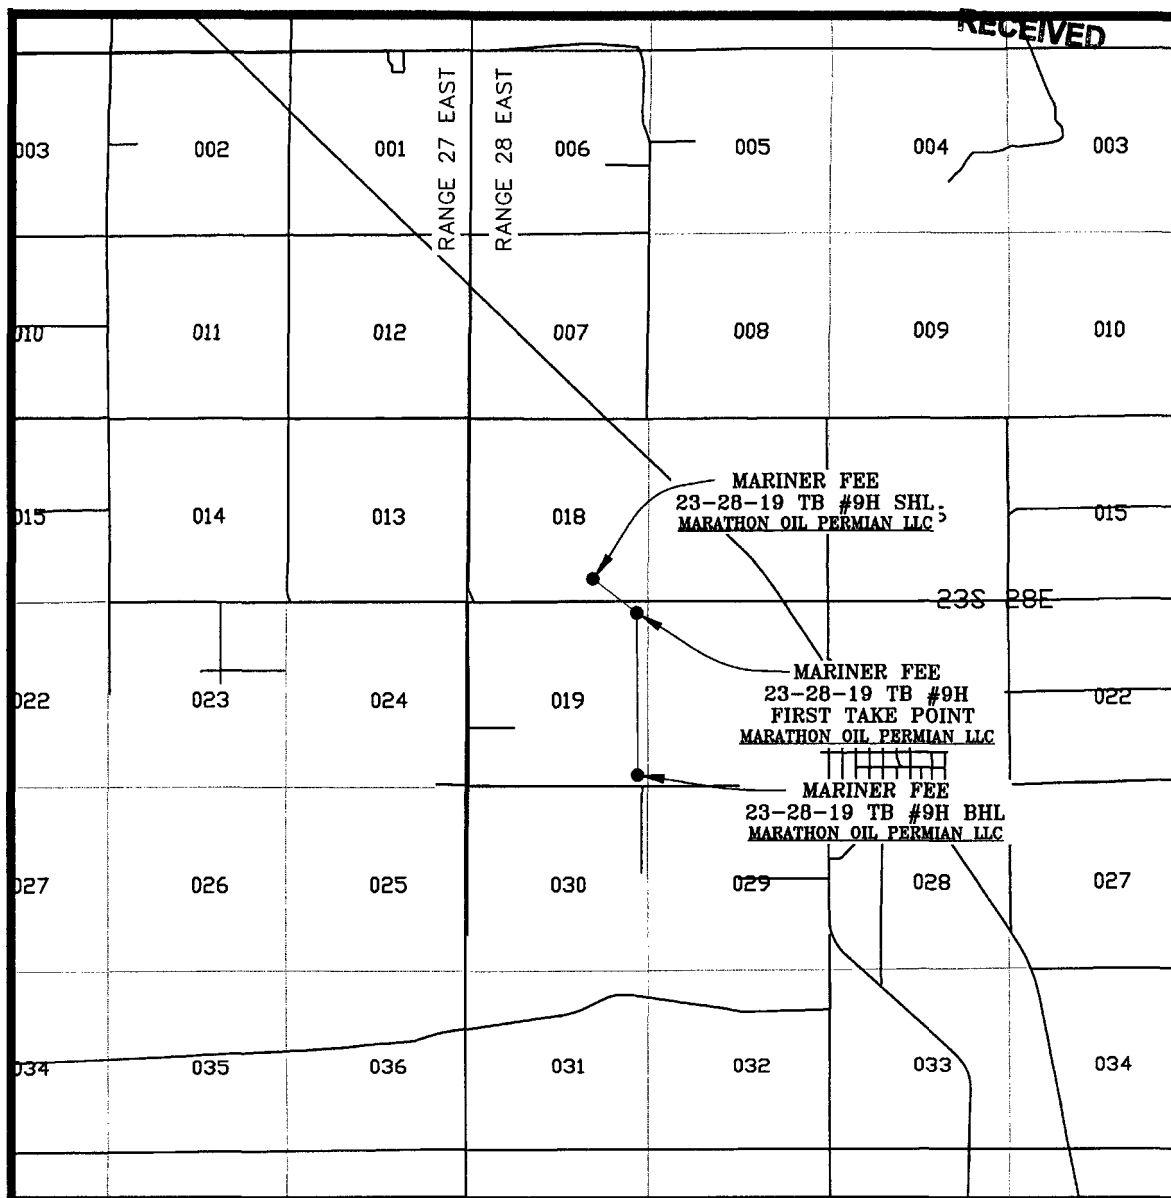 RECEIVED
RANGE 27 EAST
RANGE 28 EAST
003 002 001 006 005 004 003
010 011 012 007 008 009 010
MARINER FEE
23-28-19 TB #9H SHL
MARATHON OIL PERMIAN LLC
015 014 013 018 015
23S 28E
MARINER FEE
23-28-19 TB #9H
FIRST TAKE POINT
MARATHON OIL PERMIAN LLC
022 023 024 019 022
MARINER FEE
23-28-19 TB #9H BHL
MARATHON OIL PERMIAN LLC
027 026 025 030 029 028 027
034 035 036 031 032 033 034